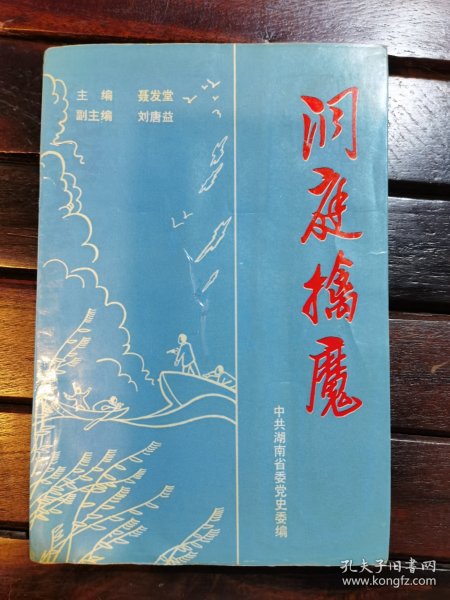 主编 聂发堂
副主编 刘唐益
洞庭擒魔
中共湖南省委党史委编
孔夫子旧书网
www.kongfz.com